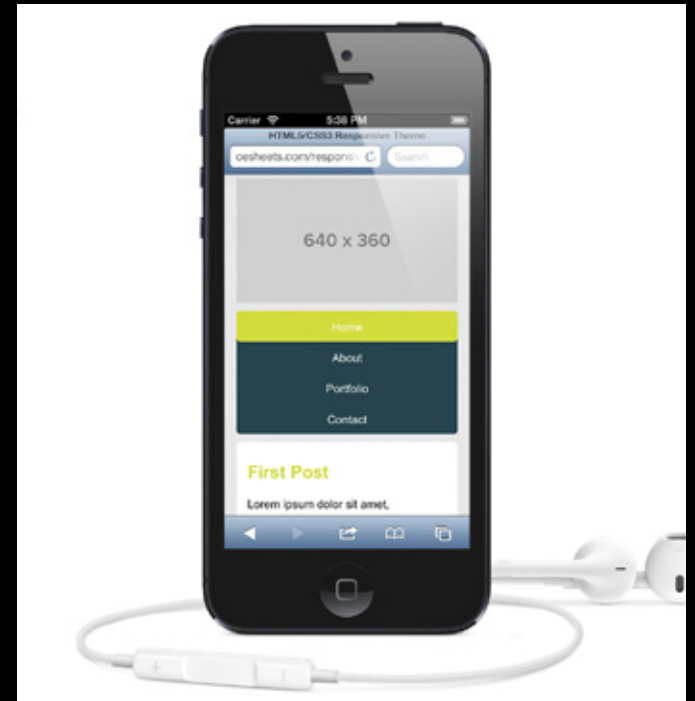 Carrier 5:38 PM
HTML5/CSS3 Responsive Theme
oesheets.com/responsiv Search
640 x 360
Home
About
Portfolio
Contact
First Post
Lorem ipsum dolor sit amet,